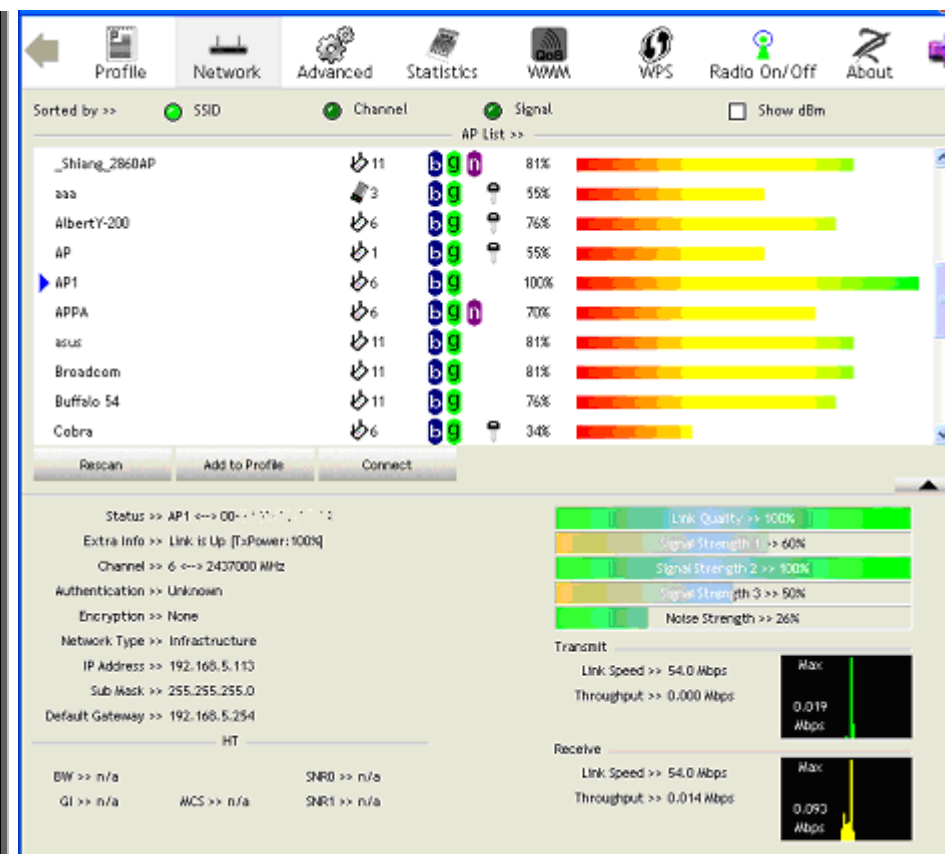 Profile Network Advanced Statistics QoS WMM WPS Radio On/Off About
Sorted by >> SSID Channel Signal Show dBm
AP List >>
_Shiang_2860AP 11 b g n 81%
aaa 3 b g 55%
AlbertY-200 6 b g 76%
AP 1 b g 55%
AP1 6 b g 100%
APPA 6 b g n 70%
asus 11 b g 81%
Broadcom 11 b g 81%
Buffalo 54 11 b g 76%
Cobra 6 b g 34%
Rescan Add to Profile Connect
Status >> AP1 <--> 00-
Extra Info >> Link is Up [TxPower:100%]
Channel >> 6 <--> 2437000 MHz
Authentication >> Unknown
Encryption >> None
Network Type >> Infrastructure
IP Address >> 192.168.5.113
Sub Mask >> 255.255.255.0
Default Gateway >> 192.168.5.254
HT
BW >> n/a SNR0 >> n/a
GI >> n/a MCS >> n/a SNR1 >> n/a
Link Quality >> 100%
Signal Strength 1 >> 60%
Signal Strength 2 >> 100%
Signal Strength 3 >> 50%
Noise Strength >> 26%
Transmit
Link Speed >> 54.0 Mbps
Throughput >> 0.000 Mbps
Max
0.019
Mbps
Receive
Link Speed >> 54.0 Mbps
Throughput >> 0.014 Mbps
Max
0.093
Mbps